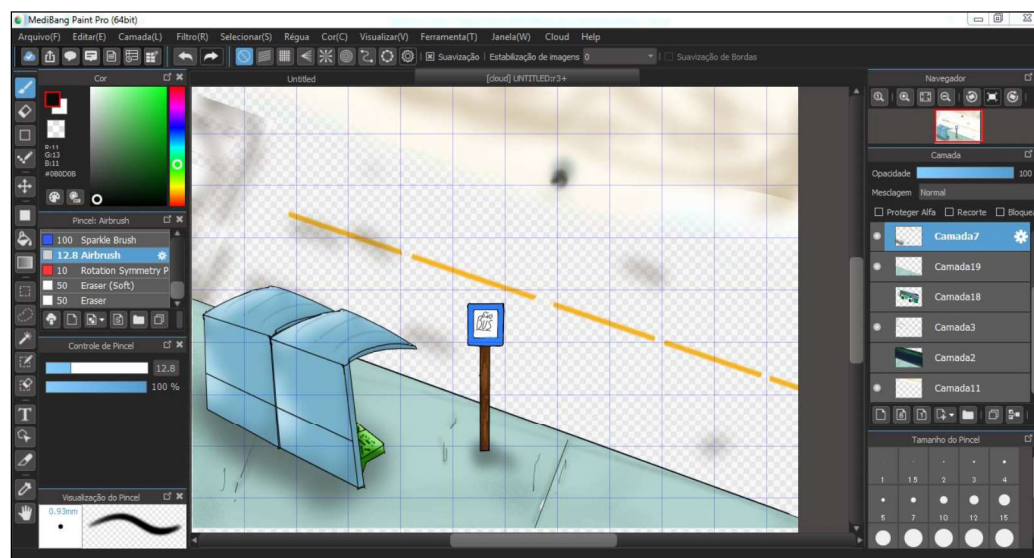 MediBang Paint Pro (64bit)
Arquivo(F) Editar(E) Camada(L) Filtro(R) Selecionar(S) Régua Cor(C) Visualizar(V) Ferramenta(T) Janela(W) Cloud Help
Suavização Estabilização de imagens 0 Suavização de Bordas
Cor
R:11
G:13
B:11
#0B0D0B
Pincel: Airbrush
100 Sparkle Brush
12.8 Airbrush
10 Rotation Symmetry P
50 Eraser (Soft)
50 Eraser
Controle de Pincel
12.8
100 %
Visualização do Pincel
0.93mm
Untitled
[cloud] UNTITLED:r3+
BUS
Navegador
Camada
Opacidade 100
Mesclagem Normal
Proteger Alfa Recorte Bloque
Camada7
Camada19
Camada18
Camada3
Camada2
Camada11
Tamanho do Pincel
1 1.5 2 3 4
5 7 10 12 15